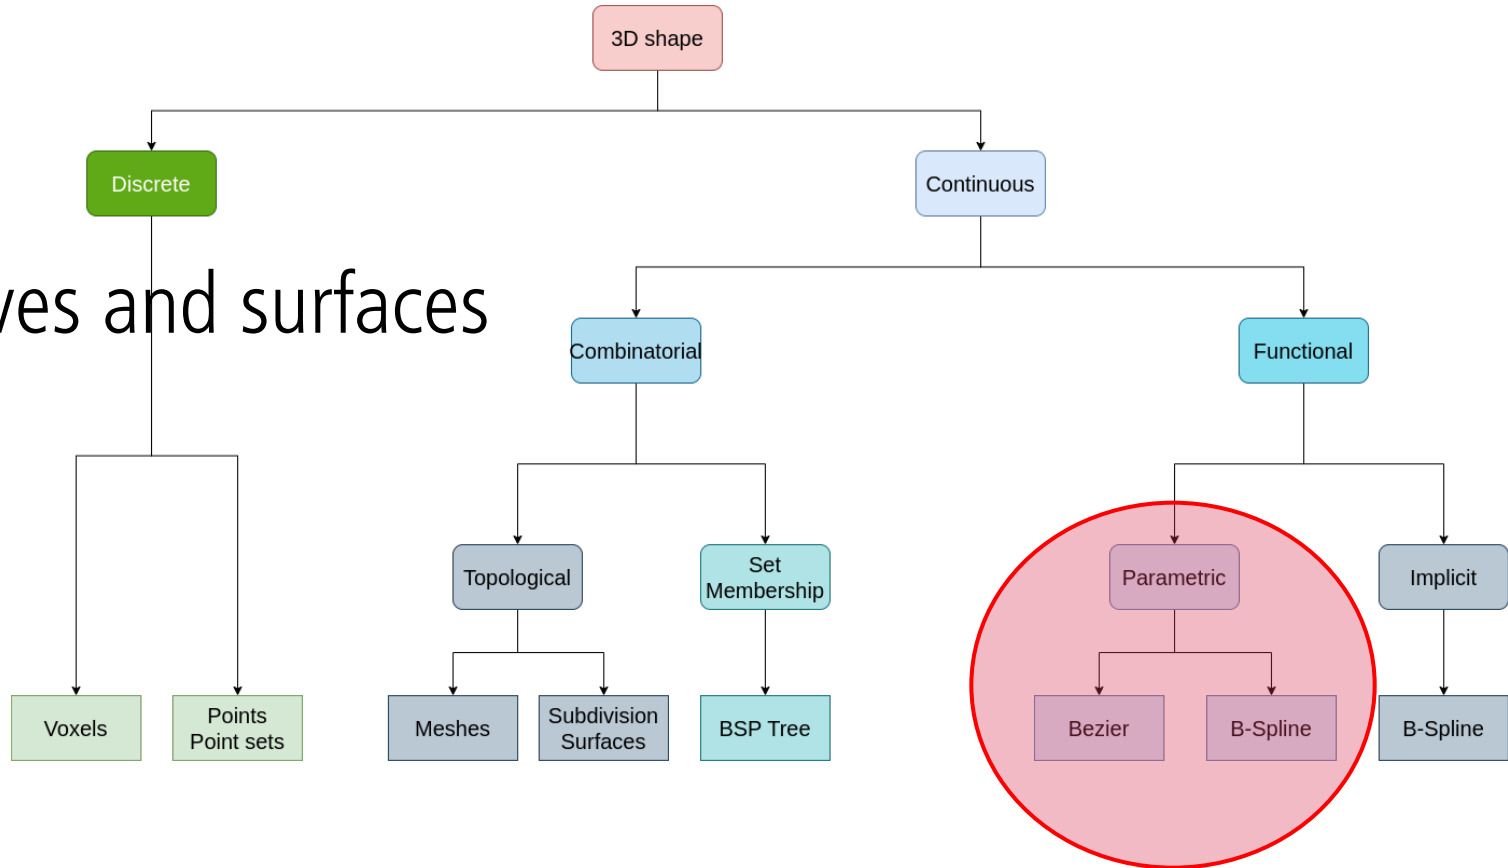 3D shape
Discrete
Continuous
and surfaces
Combinatorial
Functional
Topological
Set
Membership
Parametric
Implicit
Voxels
Points
Point sets
Meshes
Subdivision
Surfaces
BSP Tree
Bezier
B-Spline
B-Spline